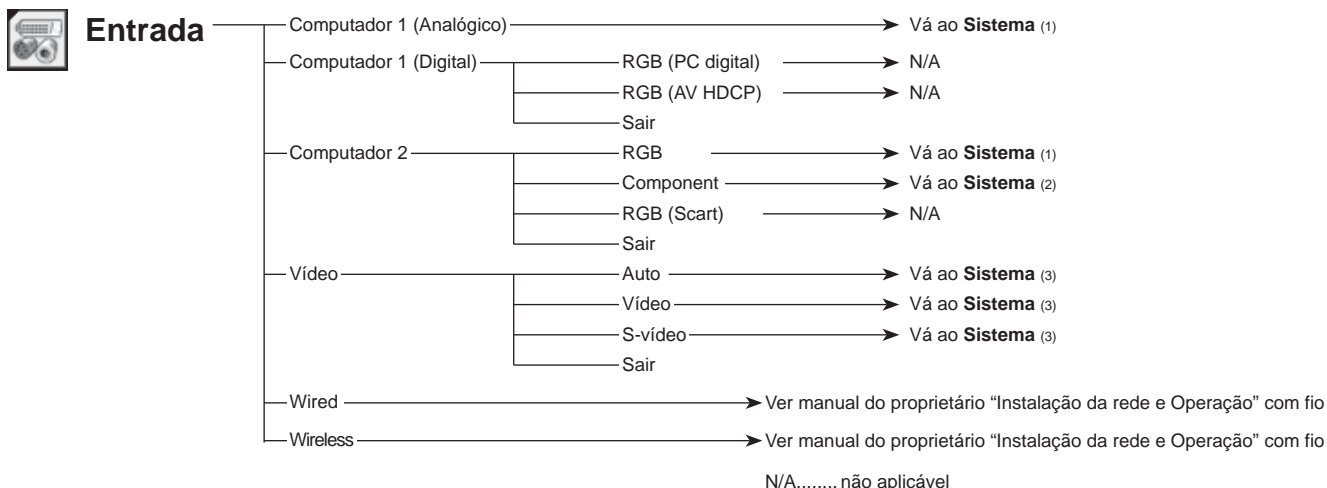 Entrada
Computador 1 (Analógico) Vá ao Sistema (1)
Computador 1 (Digital) RGB (PC digital) N/A
RGB (AV HDCP) N/A
Sair
Computador 2 RGB Vá ao Sistema (1)
Component Vá ao Sistema (2)
RGB (Scart) N/A
Sair
Vídeo Auto Vá ao Sistema (3)
Vídeo Vá ao Sistema (3)
S-vídeo Vá ao Sistema (3)
Sair
Wired Ver manual do proprietário “Instalação da rede e Operação” com fio
Wireless Ver manual do proprietário “Instalação da rede e Operação” com fio
N/A........ não aplicável